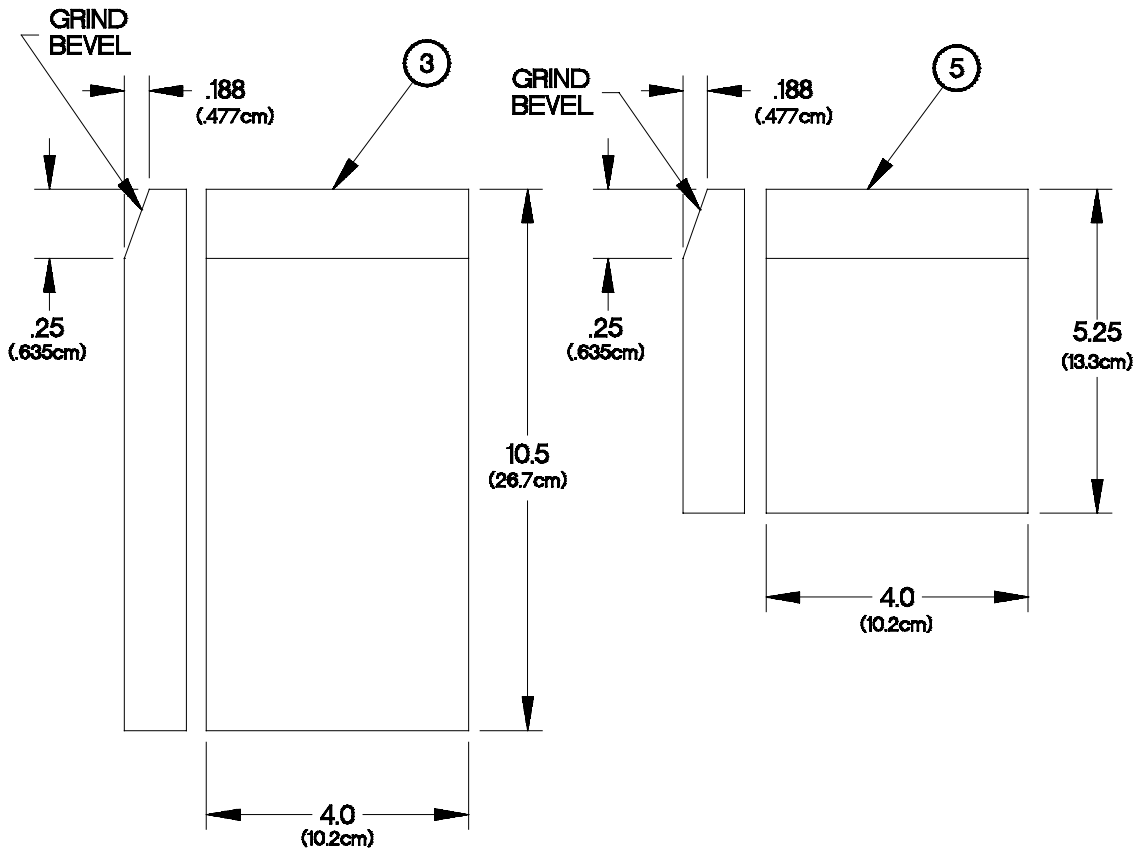 GRIND
BEVEL
3
.188
(.477cm)
.25
(.635cm)
10.5
(26.7cm)
4.0
(10.2cm)
GRIND
BEVEL
5
.188
(.477cm)
.25
(.635cm)
5.25
(13.3cm)
4.0
(10.2cm)